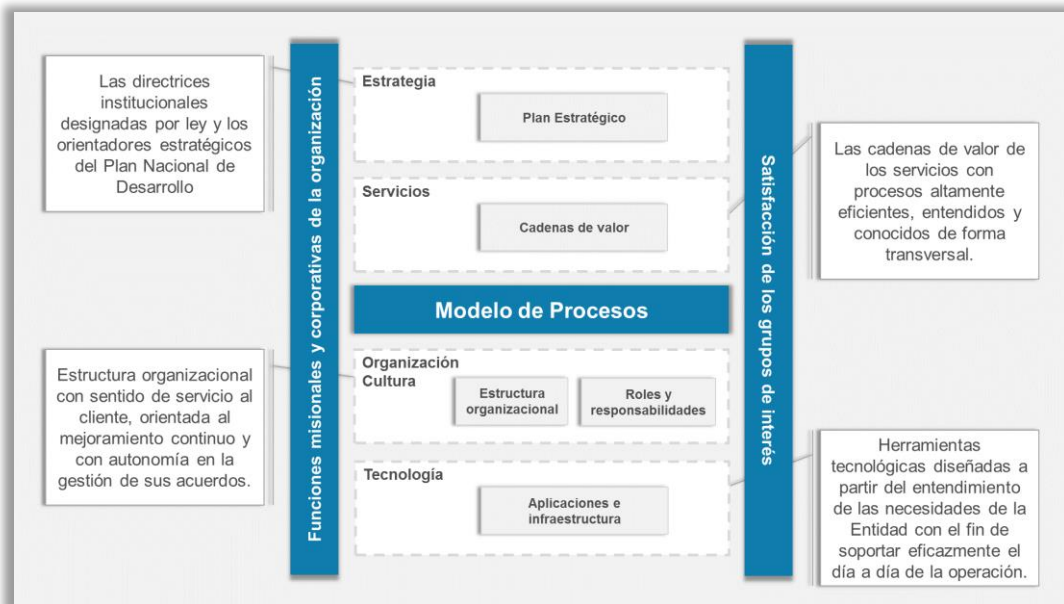 Las directrices
institucionales
designadas por ley y los
orientadores estratégicos
del Plan Nacional de
Desarrollo
Estructura organizacional
con sentido de servicio al
cliente, orientada al
mejoramiento continuo y
con autonomía en la
gestión de sus acuerdos.
Funciones misionales y corporativas de la organización
Estrategia
Plan Estratégico
Servicios
Cadenas de valor
Modelo de Procesos
Organización
Cultura
Estructura
organizacional
Roles y
responsabilidades
Tecnología
Aplicaciones e
infraestructura
Satisfacción de los grupos de interés
Las cadenas de valor de
los servicios con
procesos altamente
eficientes, entendidos y
conocidos de forma
transversal.
Herramientas
tecnológicas diseñadas a
partir del entendimiento
de las necesidades de la
Entidad con el fin de
soportar eficazmente el
día a día de la operación.